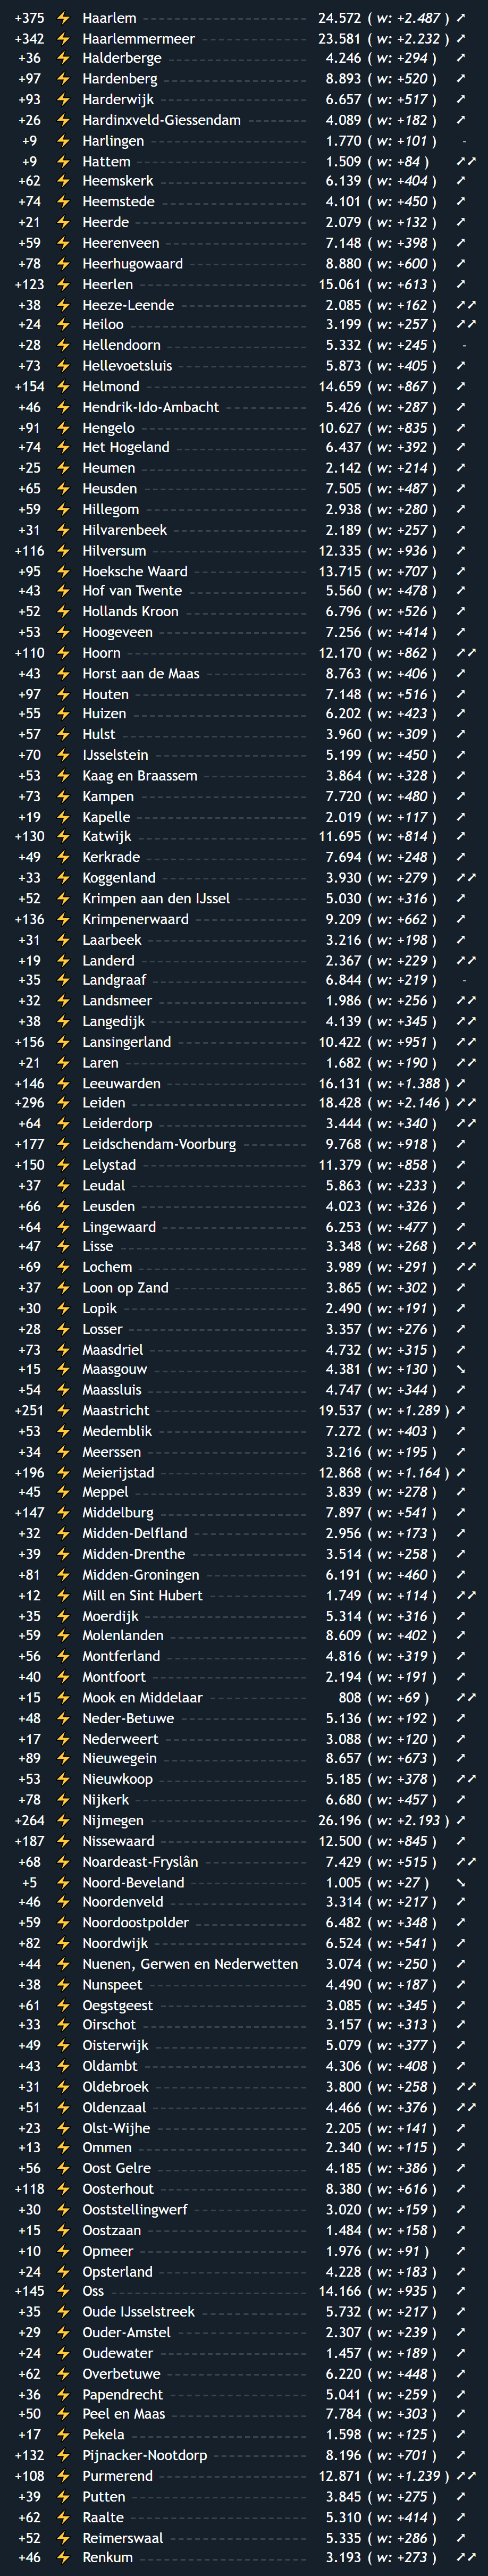 +375 ⚡ Haarlem 24.572 ( w: +2.487 ) ➚
+342 ⚡ Haarlemmermeer 23.581 ( w: +2.232 ) ➚
+36 ⚡ Halderberge 4.246 ( w: +294 ) ➚
+97 ⚡ Hardenberg 8.893 ( w: +520 ) ➚
+93 ⚡ Harderwijk 6.657 ( w: +517 ) ➚
+26 ⚡ Hardinxveld-Giessendam 4.089 ( w: +182 ) ➚
+9 ⚡ Harlingen 1.770 ( w: +101 ) -
+9 ⚡ Hattem 1.509 ( w: +84 ) ➚➚
+62 ⚡ Heemskerk 6.139 ( w: +404 ) ➚
+74 ⚡ Heemstede 4.101 ( w: +450 ) ➚
+21 ⚡ Heerde 2.079 ( w: +132 ) ➚
+59 ⚡ Heerenveen 7.148 ( w: +398 ) ➚
+78 ⚡ Heerhugowaard 8.880 ( w: +600 ) ➚
+123 ⚡ Heerlen 15.061 ( w: +613 ) ➚
+38 ⚡ Heeze-Leende 2.085 ( w: +162 ) ➚➚
+24 ⚡ Heiloo 3.199 ( w: +257 ) ➚➚
+28 ⚡ Hellendoorn 5.332 ( w: +245 ) -
+73 ⚡ Hellevoetsluis 5.873 ( w: +405 ) ➚
+154 ⚡ Helmond 14.659 ( w: +867 ) ➚
+46 ⚡ Hendrik-Ido-Ambacht 5.426 ( w: +287 ) ➚
+91 ⚡ Hengelo 10.627 ( w: +835 ) ➚
+74 ⚡ Het Hogeland 6.437 ( w: +392 ) ➚
+25 ⚡ Heumen 2.142 ( w: +214 ) ➚
+65 ⚡ Heusden 7.505 ( w: +487 ) ➚
+59 ⚡ Hillegom 2.938 ( w: +280 ) ➚
+31 ⚡ Hilvarenbeek 2.189 ( w: +257 ) ➚
+116 ⚡ Hilversum 12.335 ( w: +936 ) ➚
+95 ⚡ Hoeksche Waard 13.715 ( w: +707 ) ➚
+43 ⚡ Hof van Twente 5.560 ( w: +478 ) ➚
+52 ⚡ Hollands Kroon 6.796 ( w: +526 ) ➚
+53 ⚡ Hoogeveen 7.256 ( w: +414 ) ➚
+110 ⚡ Hoorn 12.170 ( w: +862 ) ➚➚
+43 ⚡ Horst aan de Maas 8.763 ( w: +406 ) ➚
+97 ⚡ Houten 7.148 ( w: +516 ) ➚
+55 ⚡ Huizen 6.202 ( w: +423 ) ➚
+57 ⚡ Hulst 3.960 ( w: +309 ) ➚
+70 ⚡ IJsselstein 5.199 ( w: +450 ) ➚
+53 ⚡ Kaag en Braassem 3.864 ( w: +328 ) ➚
+73 ⚡ Kampen 7.720 ( w: +480 ) ➚
+19 ⚡ Kapelle 2.019 ( w: +117 ) ➚
+130 ⚡ Katwijk 11.695 ( w: +814 ) ➚
+49 ⚡ Kerkrade 7.694 ( w: +248 ) ➚
+33 ⚡ Koggenland 3.930 ( w: +279 ) ➚➚
+52 ⚡ Krimpen aan den IJssel 5.030 ( w: +316 ) ➚
+136 ⚡ Krimpenerwaard 9.209 ( w: +662 ) ➚
+31 ⚡ Laarbeek 3.216 ( w: +198 ) ➚
+19 ⚡ Landerd 2.367 ( w: +229 ) ➚➚
+35 ⚡ Landgraaf 6.844 ( w: +219 ) -
+32 ⚡ Landsmeer 1.986 ( w: +256 ) ➚➚
+38 ⚡ Langedijk 4.139 ( w: +345 ) ➚➚
+156 ⚡ Lansingerland 10.422 ( w: +951 ) ➚➚
+21 ⚡ Laren 1.682 ( w: +190 ) ➚➚
+146 ⚡ Leeuwarden 16.131 ( w: +1.388 ) ➚
+296 ⚡ Leiden 18.428 ( w: +2.146 ) ➚➚
+64 ⚡ Leiderdorp 3.444 ( w: +340 ) ➚➚
+177 ⚡ Leidschendam-Voorburg 9.768 ( w: +918 ) ➚
+150 ⚡ Lelystad 11.379 ( w: +858 ) ➚
+37 ⚡ Leudal 5.863 ( w: +233 ) ➚
+66 ⚡ Leusden 4.023 ( w: +326 ) ➚
+64 ⚡ Lingewaard 6.253 ( w: +477 ) ➚
+47 ⚡ Lisse 3.348 ( w: +268 ) ➚➚
+69 ⚡ Lochem 3.989 ( w: +291 ) ➚➚
+37 ⚡ Loon op Zand 3.865 ( w: +302 ) ➚
+30 ⚡ Lopik 2.490 ( w: +191 ) ➚
+28 ⚡ Losser 3.357 ( w: +276 ) ➚
+73 ⚡ Maasdriel 4.732 ( w: +315 ) ➚
+15 ⚡ Maasgouw 4.381 ( w: +130 ) ➘
+54 ⚡ Maassluis 4.747 ( w: +344 ) ➚
+251 ⚡ Maastricht 19.537 ( w: +1.289 ) ➚
+53 ⚡ Medemblik 7.272 ( w: +403 ) ➚
+34 ⚡ Meerssen 3.216 ( w: +195 ) ➚
+196 ⚡ Meierijstad 12.868 ( w: +1.164 ) ➚
+45 ⚡ Meppel 3.839 ( w: +278 ) ➚
+147 ⚡ Middelburg 7.897 ( w: +541 ) ➚
+32 ⚡ Midden-Delfland 2.956 ( w: +173 ) ➚
+39 ⚡ Midden-Drenthe 3.514 ( w: +258 ) ➚
+81 ⚡ Midden-Groningen 6.191 ( w: +460 ) ➚
+12 ⚡ Mill en Sint Hubert 1.749 ( w: +114 ) ➚➚
+35 ⚡ Moerdijk 5.314 ( w: +316 ) ➚
+59 ⚡ Molenlanden 8.609 ( w: +402 ) ➚
+56 ⚡ Montferland 4.816 ( w: +319 ) ➚
+40 ⚡ Montfoort 2.194 ( w: +191 ) ➚
+15 ⚡ Mook en Middelaar 808 ( w: +69 ) ➚➚
+48 ⚡ Neder-Betuwe 5.136 ( w: +192 ) ➚
+17 ⚡ Nederweert 3.088 ( w: +120 ) ➚
+89 ⚡ Nieuwegein 8.657 ( w: +673 ) ➚
+53 ⚡ Nieuwkoop 5.185 ( w: +378 ) ➚➚
+78 ⚡ Nijkerk 6.680 ( w: +457 ) ➚
+264 ⚡ Nijmegen 26.196 ( w: +2.193 ) ➚
+187 ⚡ Nissewaard 12.500 ( w: +845 ) ➚
+68 ⚡ Noardeast-Fryslân 7.429 ( w: +515 ) ➚➚
+5 ⚡ Noord-Beveland 1.005 ( w: +27 ) ➘
+46 ⚡ Noordenveld 3.314 ( w: +217 ) ➚
+59 ⚡ Noordoostpolder 6.482 ( w: +348 ) ➚
+82 ⚡ Noordwijk 6.524 ( w: +541 ) ➚
+44 ⚡ Nuenen, Gerwen en Nederwetten 3.074 ( w: +250 ) ➚
+38 ⚡ Nunspeet 4.490 ( w: +187 ) ➚
+61 ⚡ Oegstgeest 3.085 ( w: +345 ) ➚
+33 ⚡ Oirschot 3.157 ( w: +313 ) ➚
+49 ⚡ Oisterwijk 5.079 ( w: +377 ) ➚
+43 ⚡ Oldambt 4.306 ( w: +408 ) ➚
+31 ⚡ Oldebroek 3.800 ( w: +258 ) ➚➚
+51 ⚡ Oldenzaal 4.466 ( w: +376 ) ➚➚
+23 ⚡ Olst-Wijhe 2.205 ( w: +141 ) ➚
+13 ⚡ Ommen 2.340 ( w: +115 ) ➚
+56 ⚡ Oost Gelre 4.185 ( w: +386 ) ➚
+118 ⚡ Oosterhout 8.380 ( w: +616 ) ➚
+30 ⚡ Ooststellingwerf 3.020 ( w: +159 ) ➚
+15 ⚡ Oostzaan 1.484 ( w: +158 ) ➚
+10 ⚡ Opmeer 1.976 ( w: +91 ) ➚
+24 ⚡ Opsterland 4.228 ( w: +183 ) ➚
+145 ⚡ Oss 14.166 ( w: +935 ) ➚
+35 ⚡ Oude IJsselstreek 5.732 ( w: +217 ) ➚
+29 ⚡ Ouder-Amstel 2.307 ( w: +239 ) ➚
+24 ⚡ Oudewater 1.457 ( w: +189 ) ➚
+62 ⚡ Overbetuwe 6.220 ( w: +448 ) ➚
+36 ⚡ Papendrecht 5.041 ( w: +259 ) ➚
+50 ⚡ Peel en Maas 7.784 ( w: +303 ) ➚
+17 ⚡ Pekela 1.598 ( w: +125 ) ➚
+132 ⚡ Pijnacker-Nootdorp 8.196 ( w: +701 ) ➚
+108 ⚡ Purmerend 12.871 ( w: +1.239 ) ➚➚
+39 ⚡ Putten 3.845 ( w: +275 ) ➚
+62 ⚡ Raalte 5.310 ( w: +414 ) ➚
+52 ⚡ Reimerswaal 5.335 ( w: +286 ) ➚
+46 ⚡ Renkum 3.193 ( w: +273 ) ➚➚